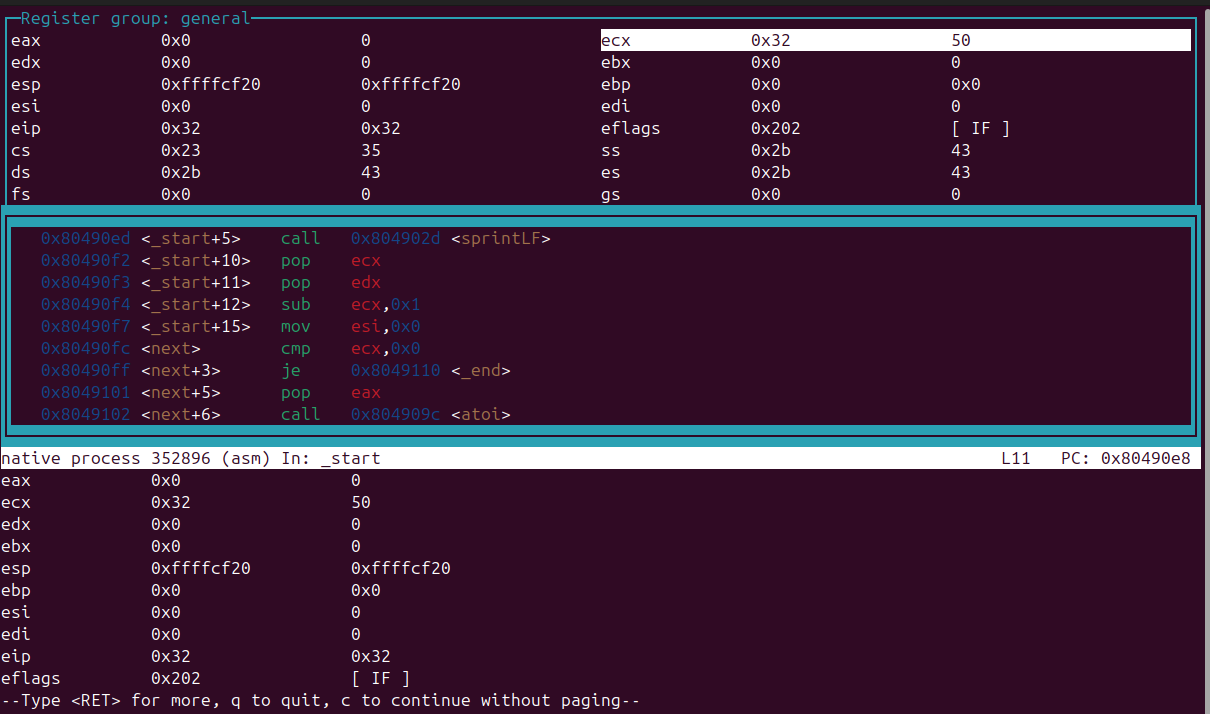 Register group: general
eax 0x0 0 ecx 0x32 50
edx 0x0 0 ebx 0x0 0
esp 0xffffcf20 0xffffcf20 ebp 0x0 0x0
esi 0x0 0 edi 0x0 0
eip 0x32 0x32 eflags 0x202 [ IF ]
cs 0x23 35 ss 0x2b 43
ds 0x2b 43 es 0x2b 43
fs 0x0 0 gs 0x0 0
0x80490ed <_start+5> call 0x804902d <sprintLF>
0x80490f2 <_start+10> pop ecx
0x80490f3 <_start+11> pop edx
0x80490f4 <_start+12> sub ecx,0x1
0x80490f7 <_start+15> mov esi,0x0
0x80490fc <next> cmp ecx,0x0
0x80490ff <next+3> je 0x8049110 <_end>
0x8049101 <next+5> pop eax
0x8049102 <next+6> call 0x804909c <atoi>
native process 352896 (asm) In: _start L11 PC: 0x80490e8
eax 0x0 0
ecx 0x32 50
edx 0x0 0
ebx 0x0 0
esp 0xffffcf20 0xffffcf20
ebp 0x0 0x0
esi 0x0 0
edi 0x0 0
eip 0x32 0x32
eflags 0x202 [ IF ]
--Type <RET> for more, q to quit, c to continue without paging--